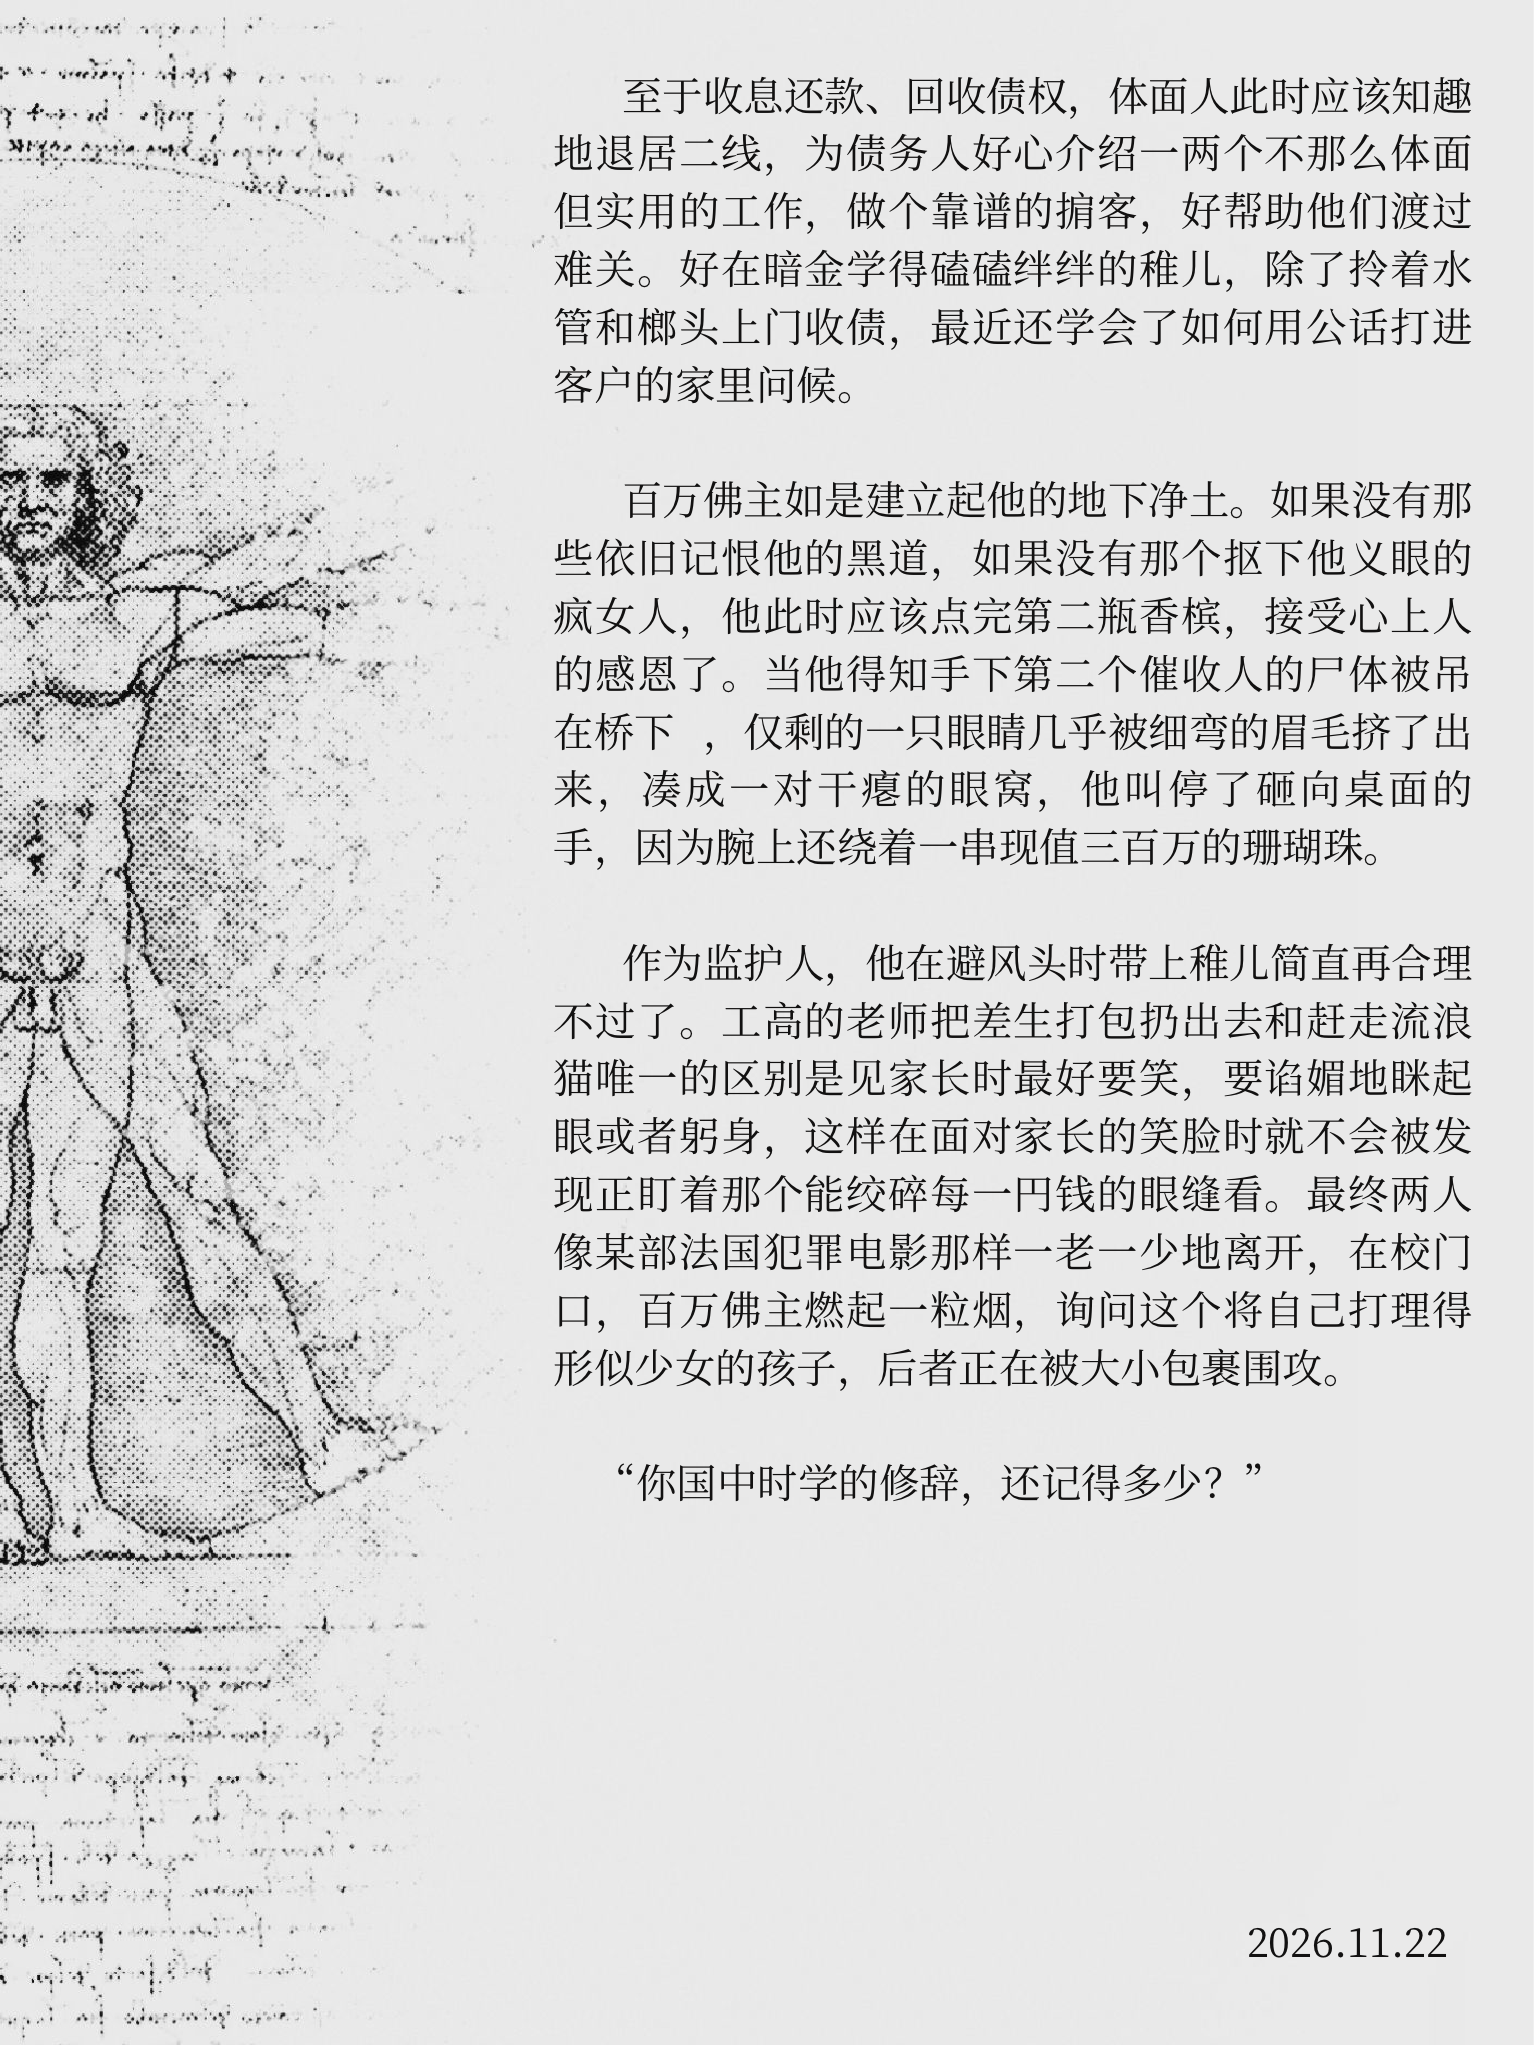 至于收息还款、回收债权，体面人此时应该知趣
地退居二线，为债务人好心介绍一两个不那么体面
但实用的工作，做个靠谱的掮客，好帮助他们渡过
难关。好在暗金学得磕磕绊绊的稚儿，除了拎着水
管和榔头上门收债，最近还学会了如何用公话打进
客户的家里问候。
百万佛主如是建立起他的地下净土。如果没有那
些依旧记恨他的黑道，如果没有那个抠下他义眼的
疯女人，他此时应该点完第二瓶香槟，接受心上人
的感恩了。当他得知手下第二个催收人的尸体被吊
在桥下 ，仅剩的一只眼睛几乎被细弯的眉毛挤了出
来，凑成一对干瘪的眼窝，他叫停了砸向桌面的
手，因为腕上还绕着一串现值三百万的珊瑚珠。
作为监护人，他在避风头时带上稚儿简直再合理
不过了。工高的老师把差生打包扔出去和赶走流浪
猫唯一的区别是见家长时最好要笑，要谄媚地眯起
眼或者躬身，这样在面对家长的笑脸时就不会被发
现正盯着那个能绞碎每一円钱的眼缝看。最终两人
像某部法国犯罪电影那样一老一少地离开，在校门
口，百万佛主燃起一粒烟，询问这个将自己打理得
形似少女的孩子，后者正在被大小包裹围攻。
“你国中时学的修辞，还记得多少？”
2026.11.22